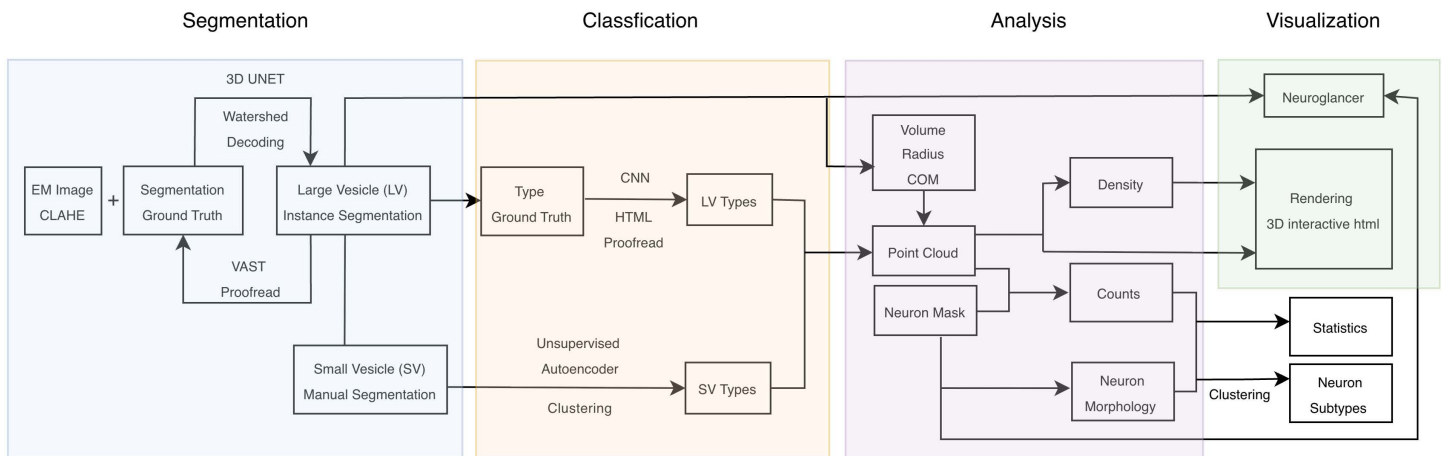 Segmentation
Classfication
Analysis
Visualization
3D UNET
Watershed
Decoding
EM Image
CLAHE
+
Segmentation
Ground Truth
Large Vesicle (LV)
Instance Segmentation
VAST
Proofread
Small Vesicle (SV)
Manual Segmentation
Type
Ground Truth
CNN
HTML
Proofread
LV Types
Unsupervised
Autoencoder
Clustering
SV Types
Volume
Radius
COM
Point Cloud
Neuron Mask
Density
Counts
Neuron
Morphology
Neuroglancer
Rendering
3D interactive html
Statistics
Clustering
Neuron
Subtypes